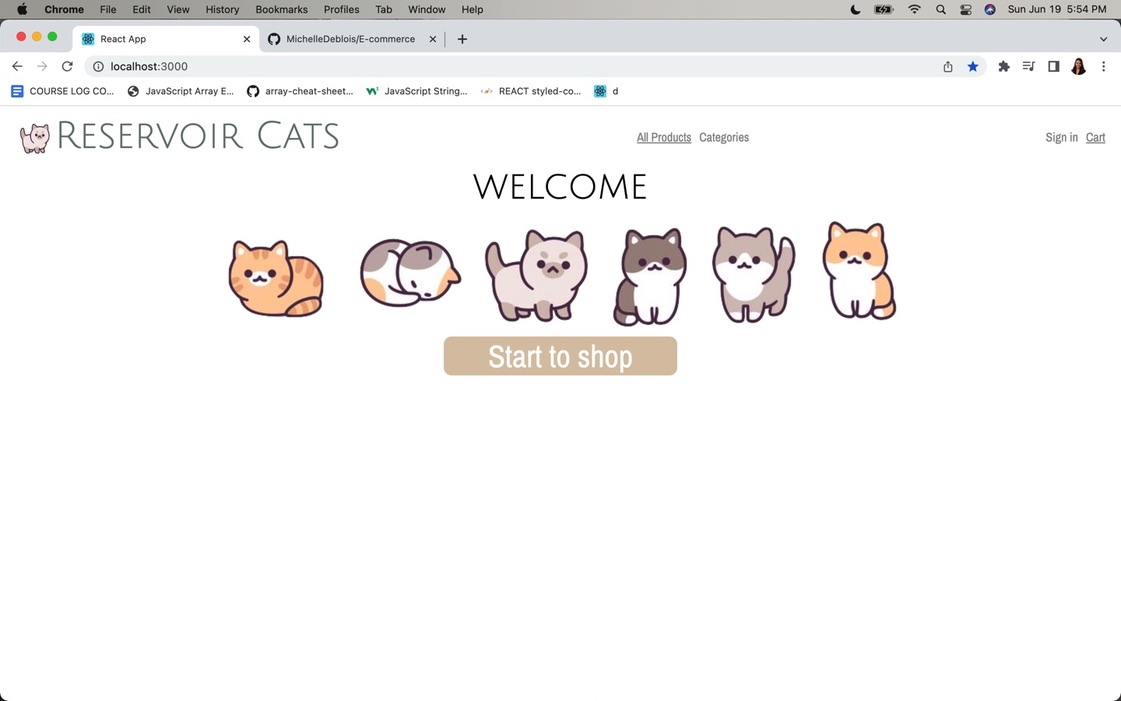 Chrome File Edit View History Bookmarks Profiles Tab Window Help Sun Jun 19 5:54 PM
React App MichelleDeblois/E-commerce
localhost:3000
COURSE LOG CO... JavaScript Array E... array-cheat-sheet... JavaScript String... REACT styled-co... d
RESERVOIR CATS All Products Categories Sign in Cart
WELCOME
Start to shop